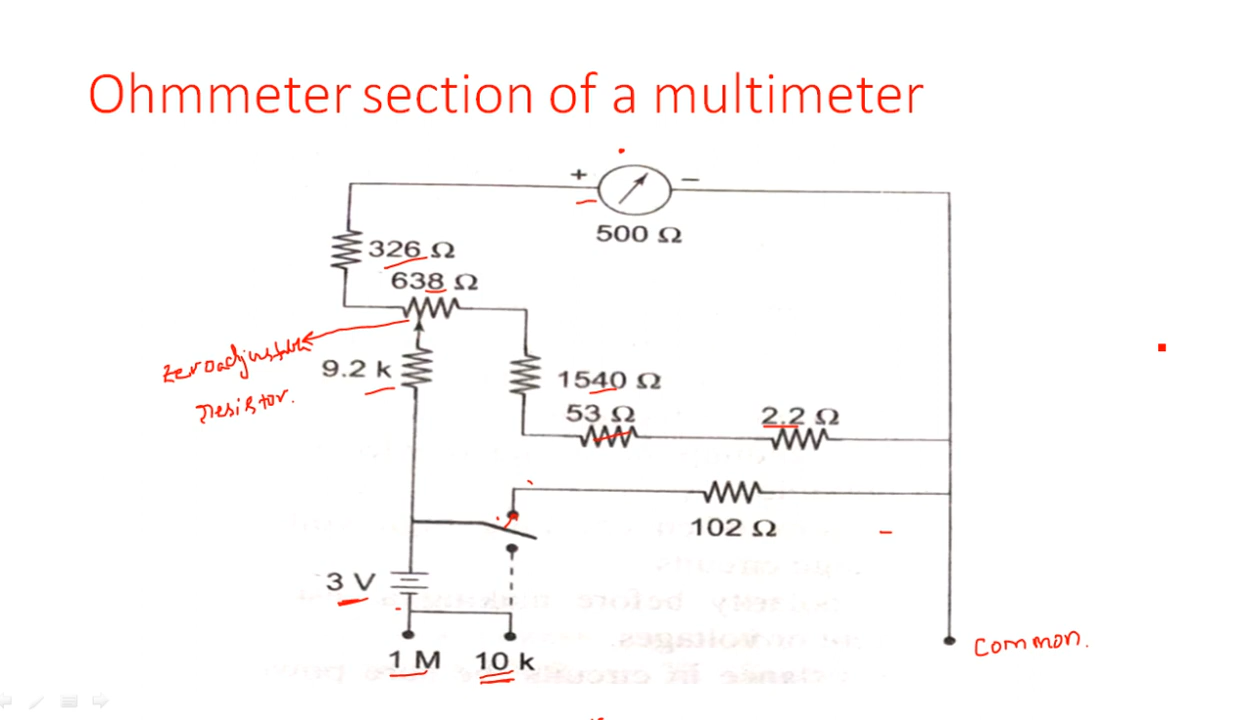 Ohmmeter section of a multimeter
+ −
500 Ω
326 Ω
638 Ω
zero adjustable
resistor.
9.2 k
1540 Ω
53 Ω
2.2 Ω
102 Ω
3 V
1 M
10 k
common.